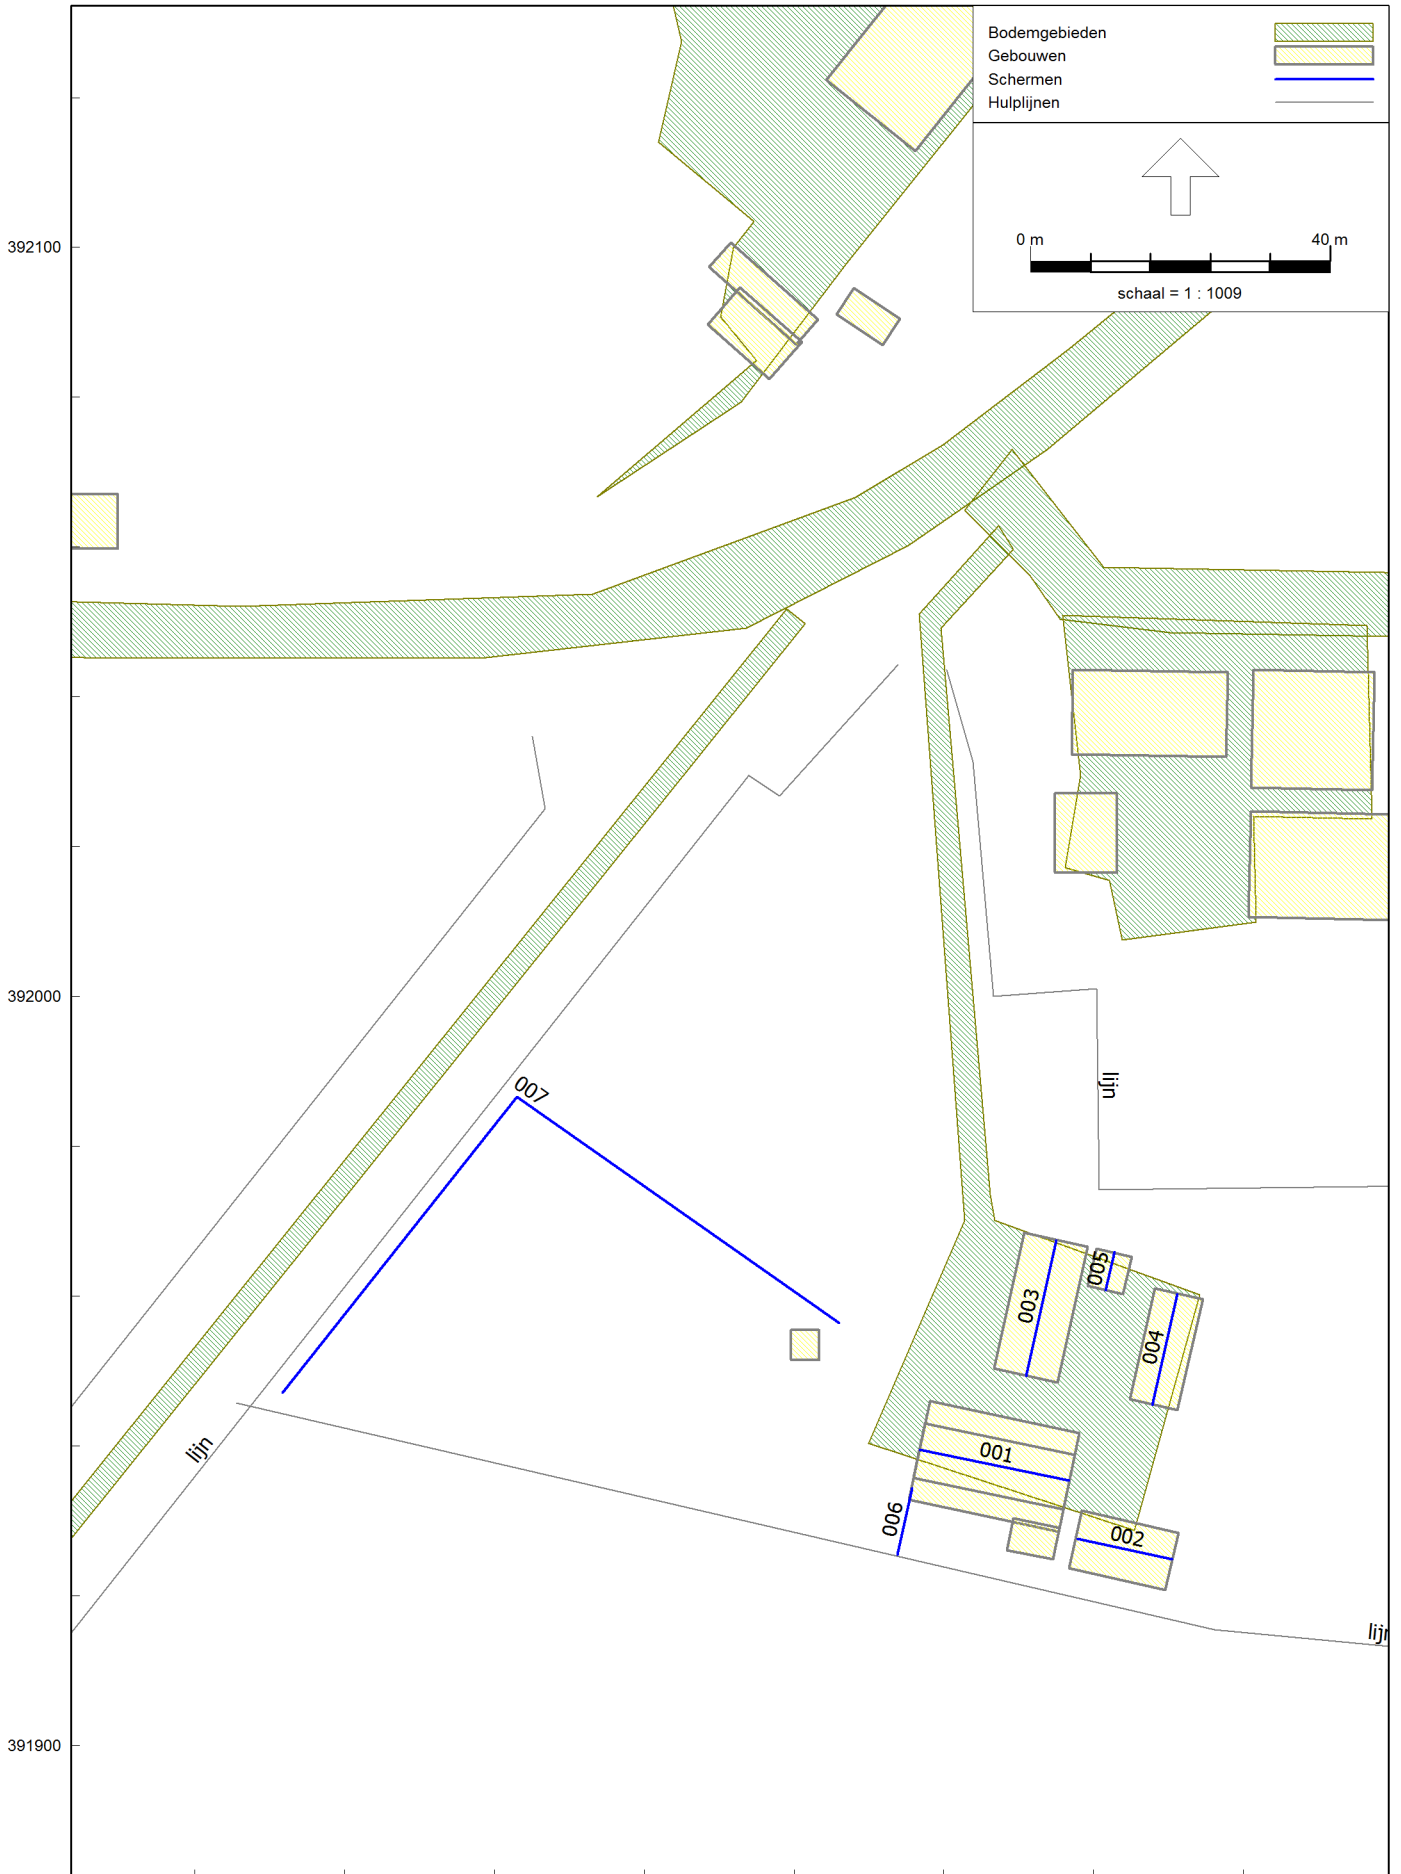 Bodemgebieden
Gebouwen
Schermen
Hulplijnen
0 m 40 m
schaal = 1 : 1009
392100
392000
391900
lijn
007
005
003
004
001
006
002
lijn
lijn